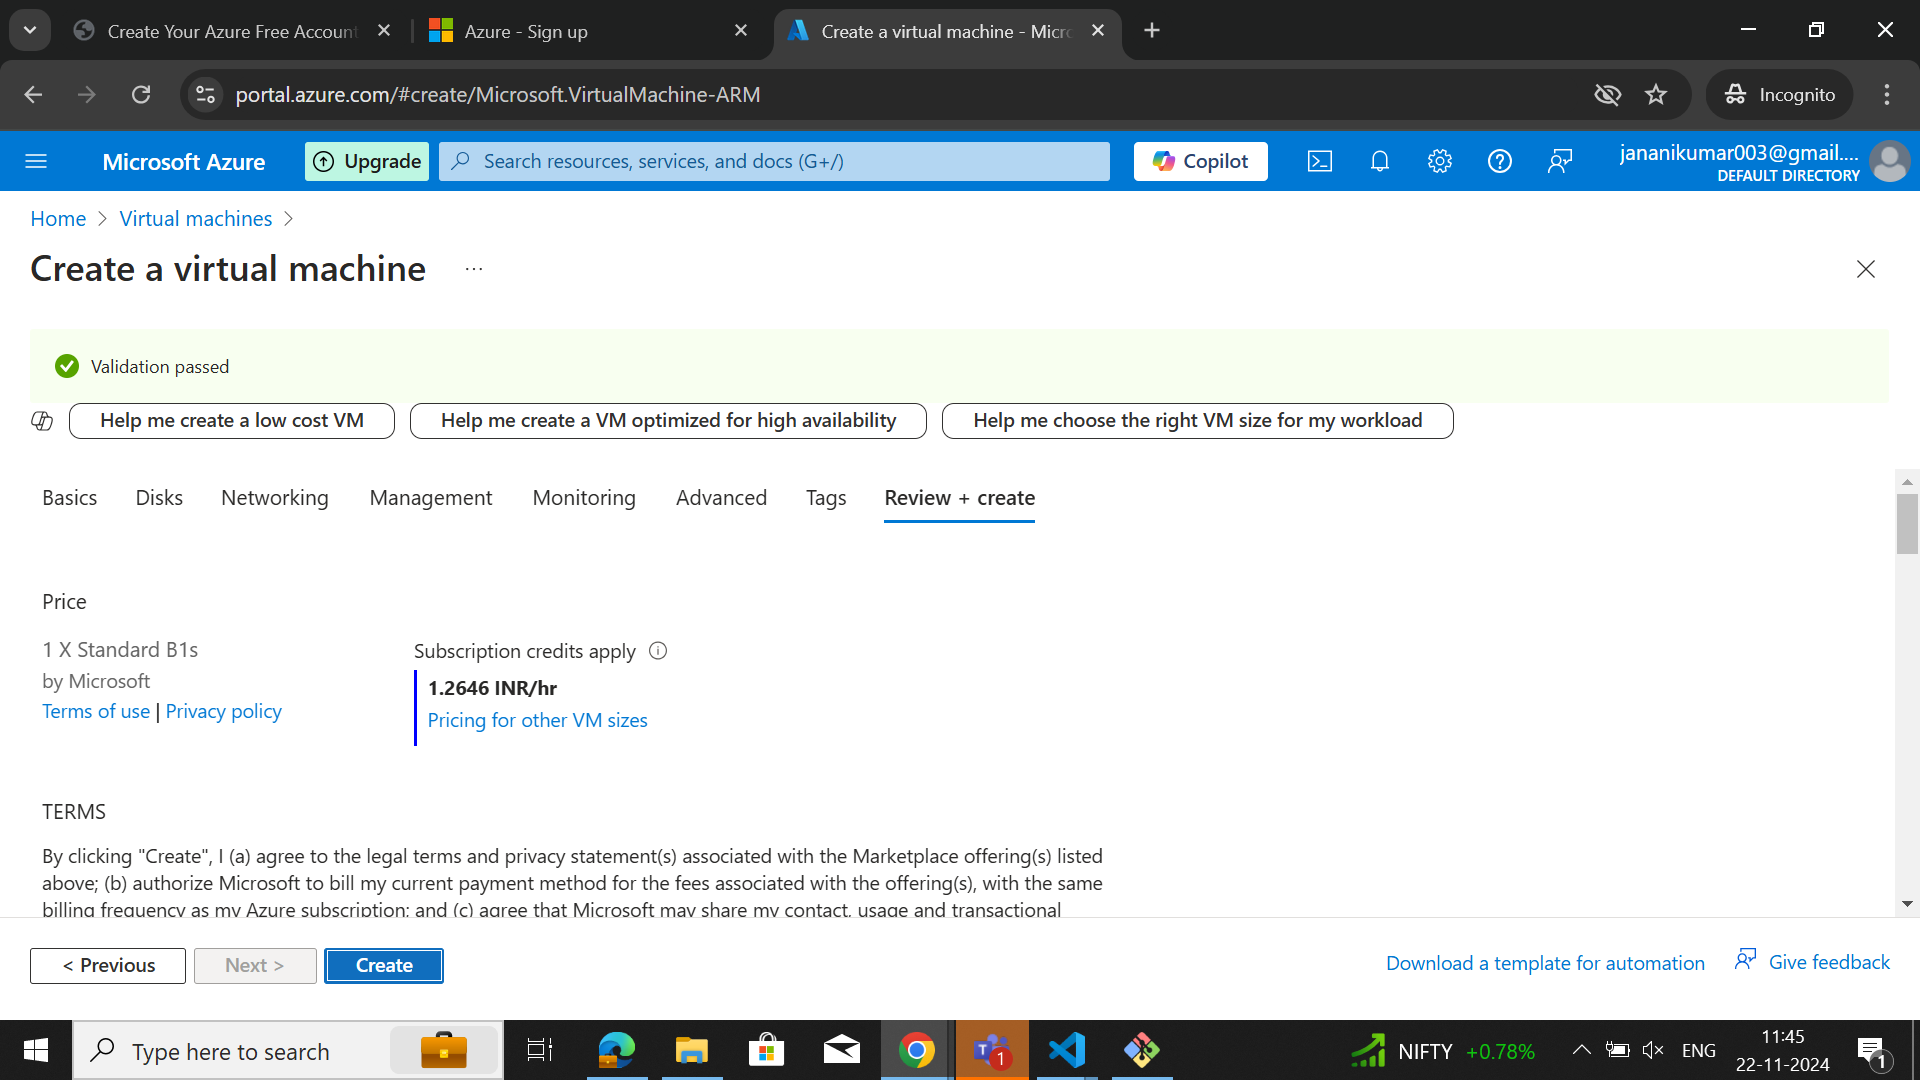 Create Your Azure Free Account
Azure - Sign up
Create a virtual machine - Micro
portal.azure.com/#create/Microsoft.VirtualMachine-ARM
Incognito
Microsoft Azure
Upgrade
Search resources, services, and docs (G+/)
Copilot
jananikumar003@gmail....
DEFAULT DIRECTORY
Home > Virtual machines >
Create a virtual machine ...
Validation passed
Help me create a low cost VM
Help me create a VM optimized for high availability
Help me choose the right VM size for my workload
Basics Disks Networking Management Monitoring Advanced Tags Review + create
Price
1 X Standard B1s
by Microsoft
Terms of use | Privacy policy
Subscription credits apply
1.2646 INR/hr
Pricing for other VM sizes
TERMS
By clicking "Create", I (a) agree to the legal terms and privacy statement(s) associated with the Marketplace offering(s) listed
above; (b) authorize Microsoft to bill my current payment method for the fees associated with the offering(s), with the same
billing frequency as my Azure subscription; and (c) agree that Microsoft may share my contact, usage and transactional
< Previous
Next >
Create
Download a template for automation
Give feedback
Type here to search
1
NIFTY +0.78%
ENG
11:45
22-11-2024
1